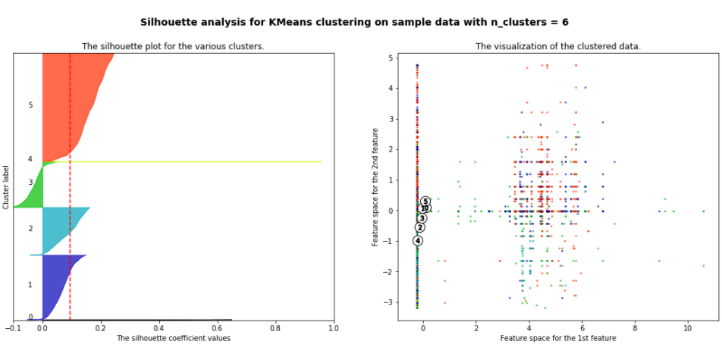 Silhouette analysis for KMeans clustering on sample data with n_clusters = 6
The silhouette plot for the various clusters.
Cluster label
5
4
3
2
1
0
−0.1 0.0 0.2 0.4 0.6 0.8 1.0
The silhouette coefficient values
The visualization of the clustered data.
Feature space for the 2nd feature
5
4
3
2
1
0
−1
−2
−3
5
3
2
4
0 2 4 6 8 10
Feature space for the 1st feature